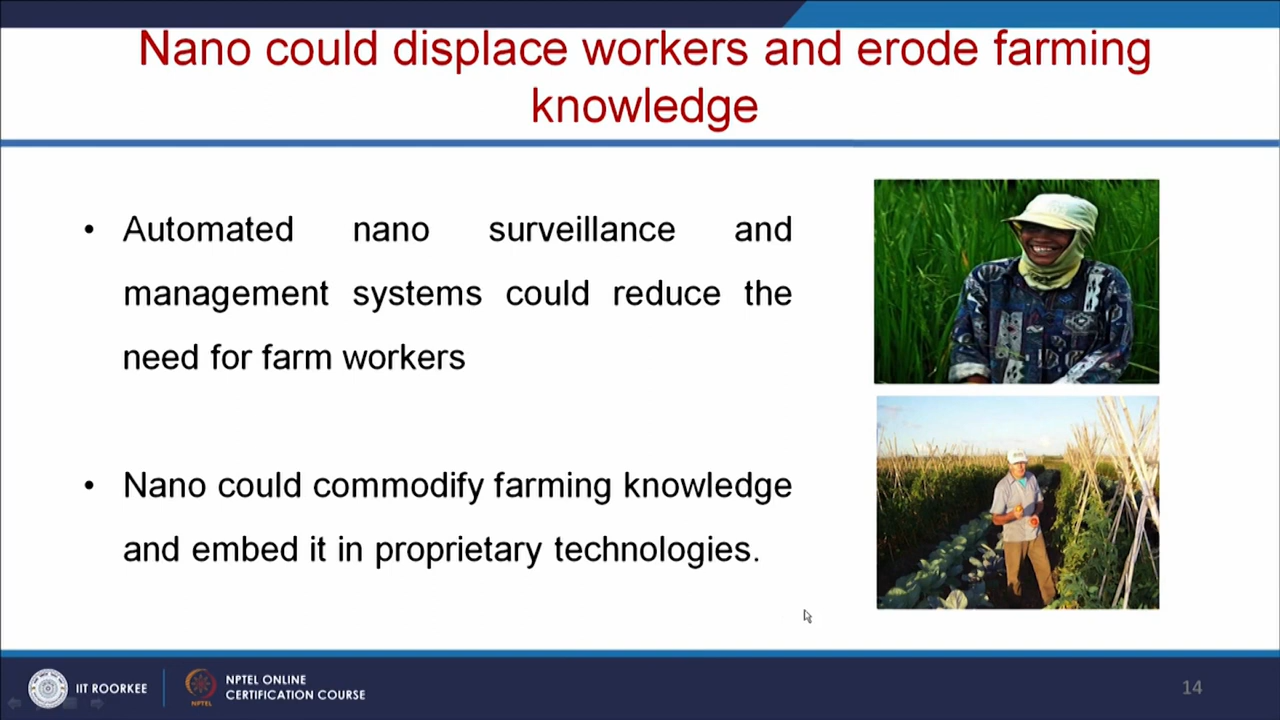 Nano could displace workers and erode farming
knowledge
• Automated nano surveillance and
management systems could reduce the
need for farm workers
• Nano could commodify farming knowledge
and embed it in proprietary technologies.
IIT ROORKEE
NPTEL
NPTEL ONLINE
CERTIFICATION COURSE
14